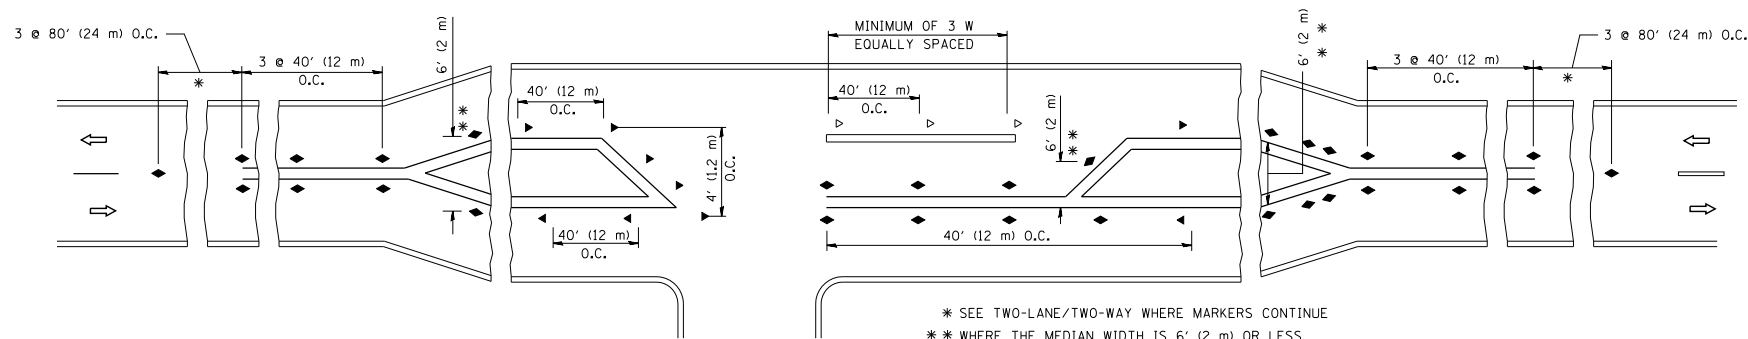 3 @ 80' (24 m) O.C.
*
3 @ 40' (12 m)
O.C.
6' (2 m)
**
40' (12 m)
O.C.
4' (1.2 m)
O.C.
40' (12 m)
O.C.
MINIMUM OF 3 W
EQUALLY SPACED
40' (12 m)
O.C.
6' (2 m)
**
40' (12 m) O.C.
6' (2 m)
**
3 @ 40' (12 m)
O.C.
*
3 @ 80' (24 m) O.C.
* SEE TWO-LANE/TWO-WAY WHERE MARKERS CONTINUE
** WHERE THE MEDIAN WIDTH IS 6' (2 m) OR LESS